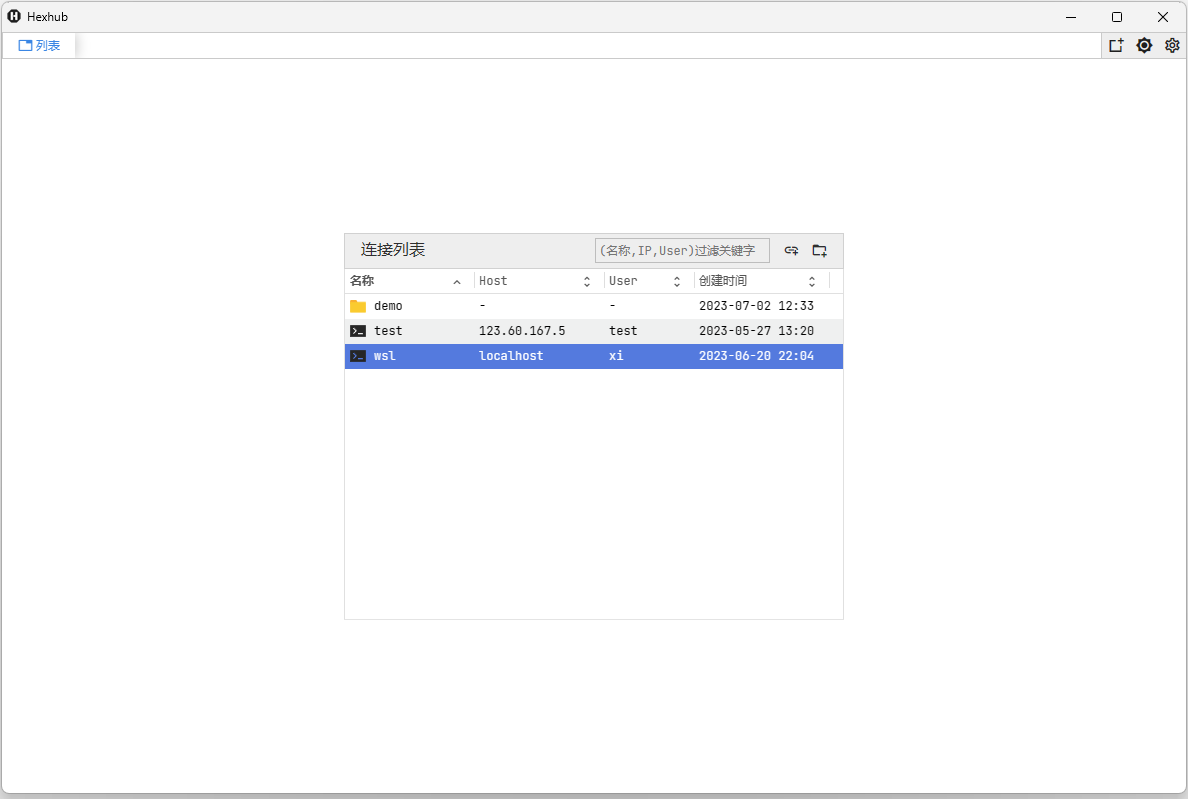 Hexhub
列表
连接列表 (名称,IP,User)过滤关键字
名称 Host User 创建时间
demo - - 2023-07-02 12:33
test 123.60.167.5 test 2023-05-27 13:20
wsl localhost xi 2023-06-20 22:04